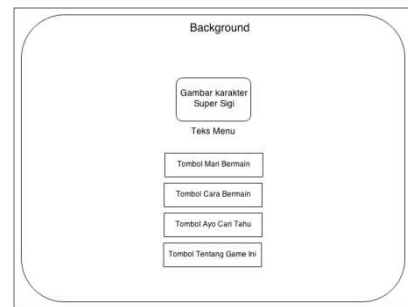 Background
Gambar karakter
Super Sigi
Teks Menu
Tombol Mari Bermain
Tombol Cara Bermain
Tombol Ayo Cari Tahu
Tombol Tentang Game Ini